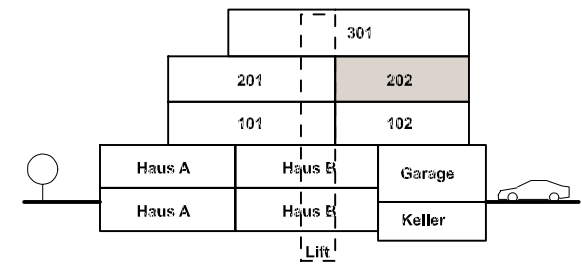 301
201 202
101 102
Haus A Haus B Garage
Haus A Haus B Keller
Lift